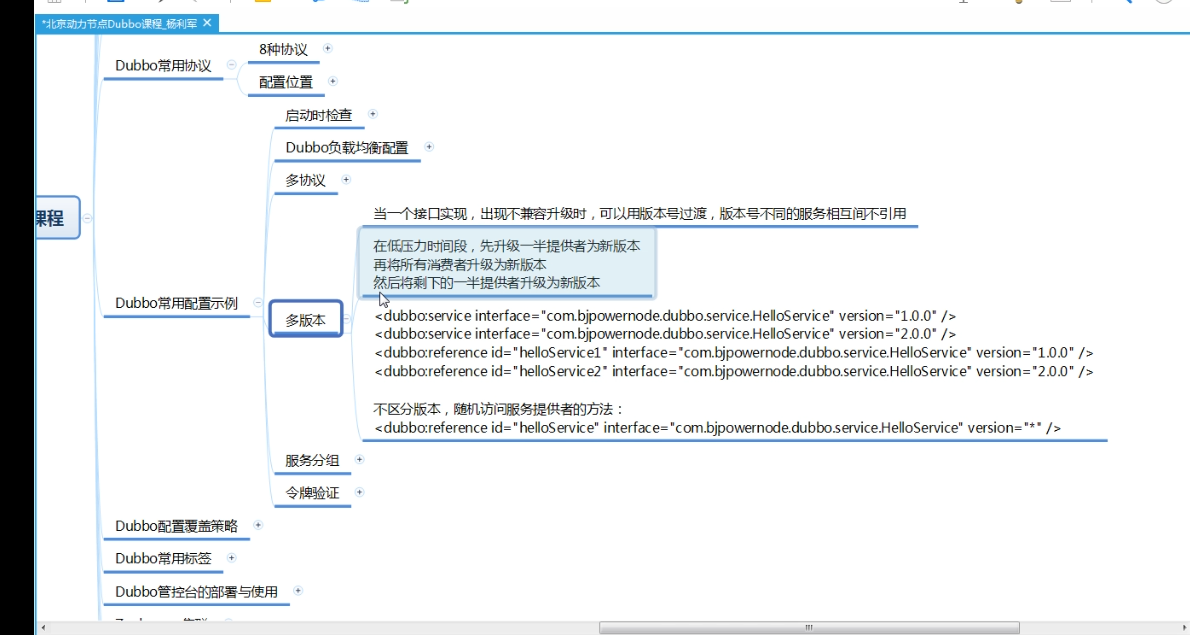 *北京动力节点Dubbo课程_杨利军
8种协议
Dubbo常用协议
配置位置
启动时检查
Dubbo负载均衡配置
多协议
当一个接口实现，出现不兼容升级时，可以用版本号过渡，版本号不同的服务相互间不引用
课程
在低压力时间段，先升级一半提供者为新版本
再将所有消费者升级为新版本
然后将剩下的一半提供者升级为新版本
Dubbo常用配置示例
多版本
<dubbo:service interface="com.bjpowernode.dubbo.service.HelloService" version="1.0.0" />
<dubbo:service interface="com.bjpowernode.dubbo.service.HelloService" version="2.0.0" />
<dubbo:reference id="helloService1" interface="com.bjpowernode.dubbo.service.HelloService" version="1.0.0" />
<dubbo:reference id="helloService2" interface="com.bjpowernode.dubbo.service.HelloService" version="2.0.0" />
不区分版本，随机访问服务提供者的方法：
<dubbo:reference id="helloService" interface="com.bjpowernode.dubbo.service.HelloService" version="*" />
服务分组
令牌验证
Dubbo配置覆盖策略
Dubbo常用标签
Dubbo管控台的部署与使用